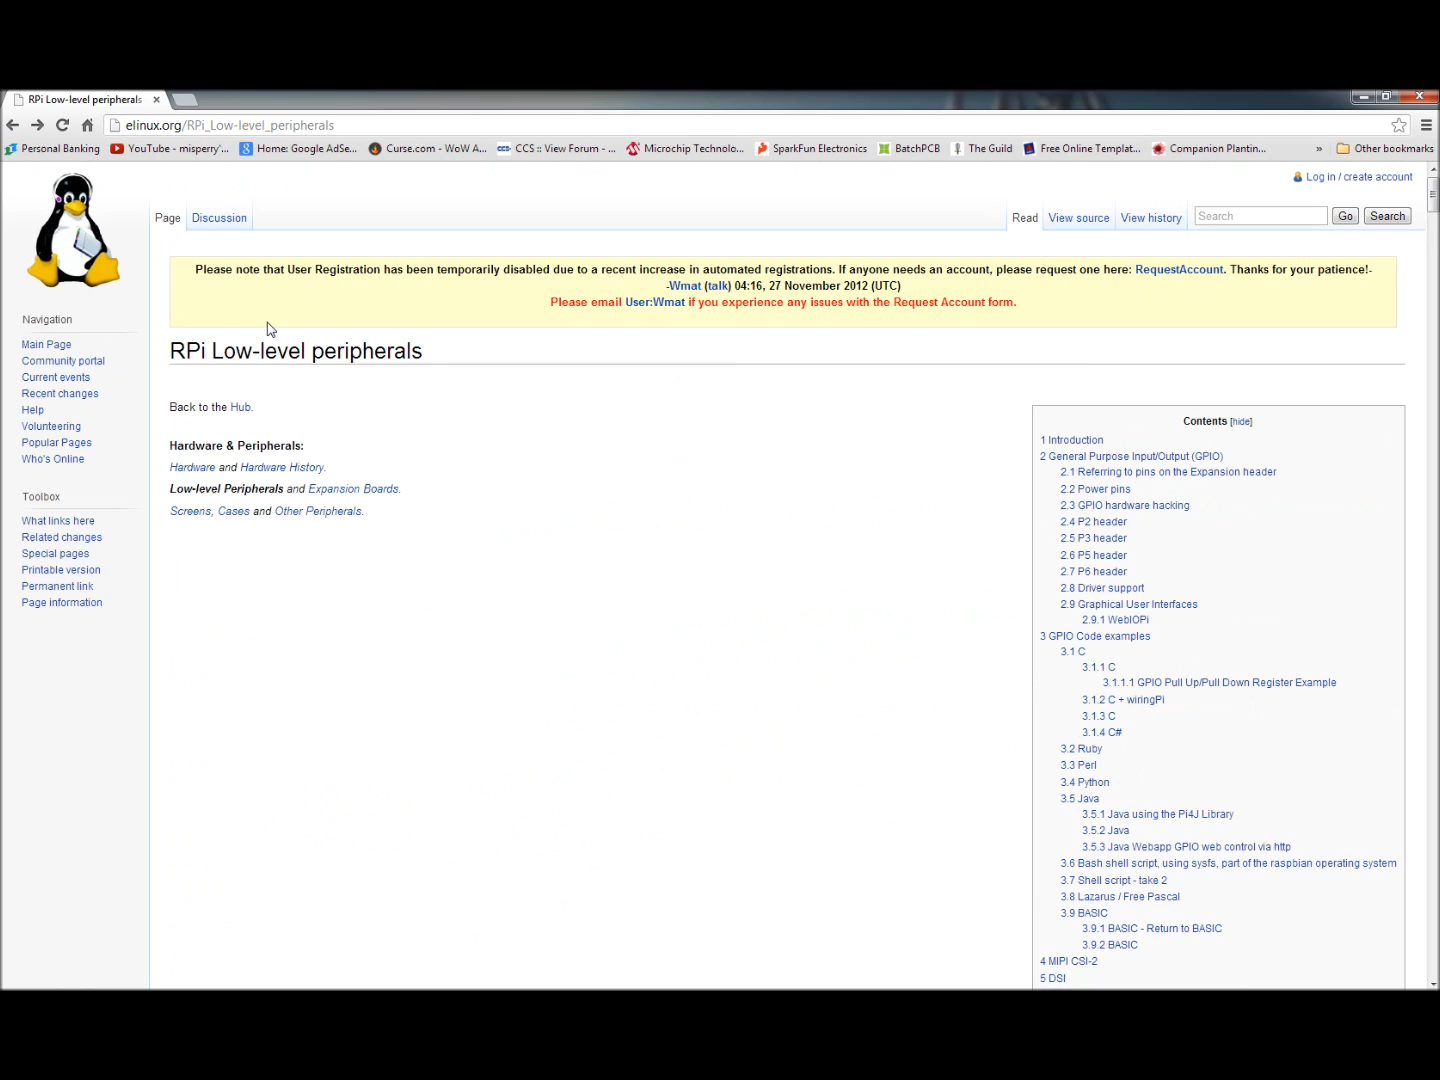 RPi Low-level peripherals
elinux.org/RPi_Low-level_peripherals
Personal Banking YouTube - misperry'... Home: Google AdSe... Curse.com - WoW A... CCS :: View Forum - ... Microchip Technolo... SparkFun Electronics BatchPCB The Guild Free Online Templat... Companion Plantin... » Other bookmarks
Log in / create account
Page Discussion Read View source View history Search Go Search
Please note that User Registration has been temporarily disabled due to a recent increase in automated registrations. If anyone needs an account, please request one here: RequestAccount. Thanks for your patience!-
-Wmat (talk) 04:16, 27 November 2012 (UTC)
Please email User:Wmat if you experience any issues with the Request Account form.
Navigation
Main Page
Community portal
Current events
Recent changes
Help
Volunteering
Popular Pages
Who's Online
Toolbox
What links here
Related changes
Special pages
Printable version
Permanent link
Page information
RPi Low-level peripherals
Back to the Hub.
Hardware & Peripherals:
Hardware and Hardware History.
Low-level Peripherals and Expansion Boards.
Screens, Cases and Other Peripherals.
Contents [hide]
1 Introduction
2 General Purpose Input/Output (GPIO)
2.1 Referring to pins on the Expansion header
2.2 Power pins
2.3 GPIO hardware hacking
2.4 P2 header
2.5 P3 header
2.6 P5 header
2.7 P6 header
2.8 Driver support
2.9 Graphical User Interfaces
2.9.1 WebIOPi
3 GPIO Code examples
3.1 C
3.1.1 C
3.1.1.1 GPIO Pull Up/Pull Down Register Example
3.1.2 C + wiringPi
3.1.3 C
3.1.4 C#
3.2 Ruby
3.3 Perl
3.4 Python
3.5 Java
3.5.1 Java using the Pi4J Library
3.5.2 Java
3.5.3 Java Webapp GPIO web control via http
3.6 Bash shell script, using sysfs, part of the raspbian operating system
3.7 Shell script - take 2
3.8 Lazarus / Free Pascal
3.9 BASIC
3.9.1 BASIC - Return to BASIC
3.9.2 BASIC
4 MIPI CSI-2
5 DSI